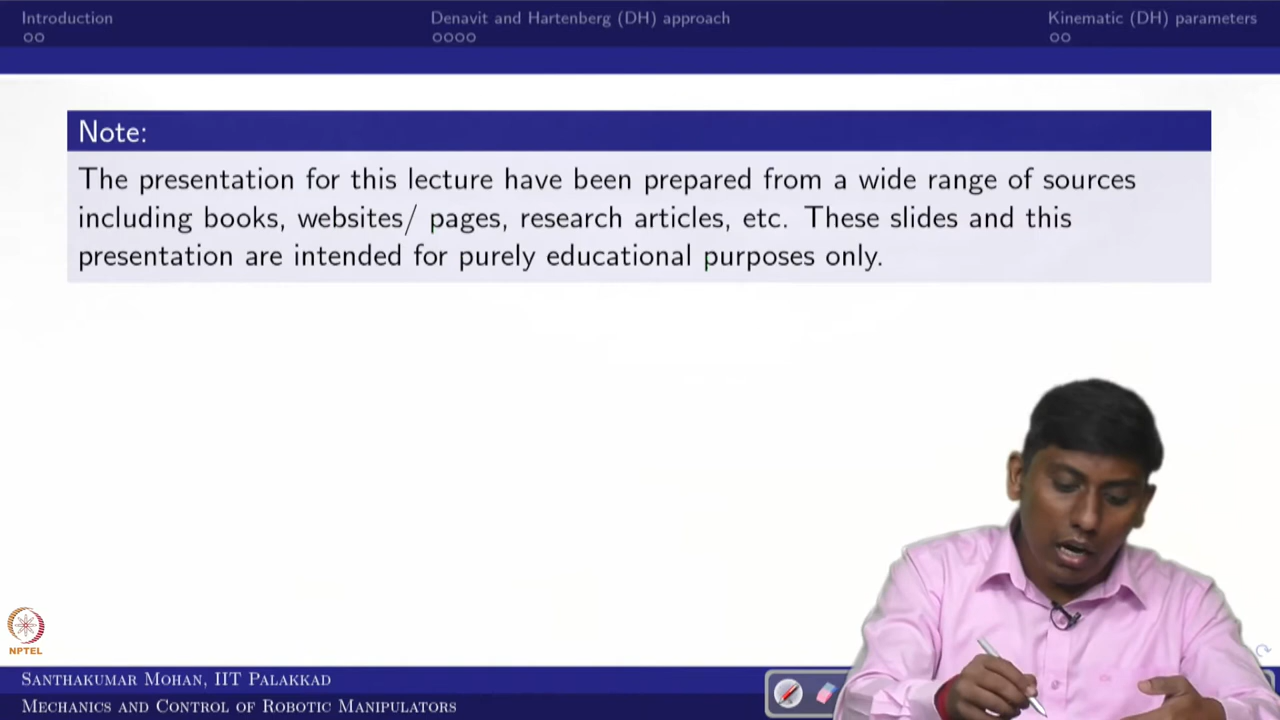 Introduction
Denavit and Hartenberg (DH) approach
Kinematic (DH) parameters
Note:
The presentation for this lecture have been prepared from a wide range of sources
including books, websites/ pages, research articles, etc. These slides and this
presentation are intended for purely educational purposes only.
NPTEL
Santhakumar Mohan, IIT Palakkad
Mechanics and Control of Robotic Manipulators